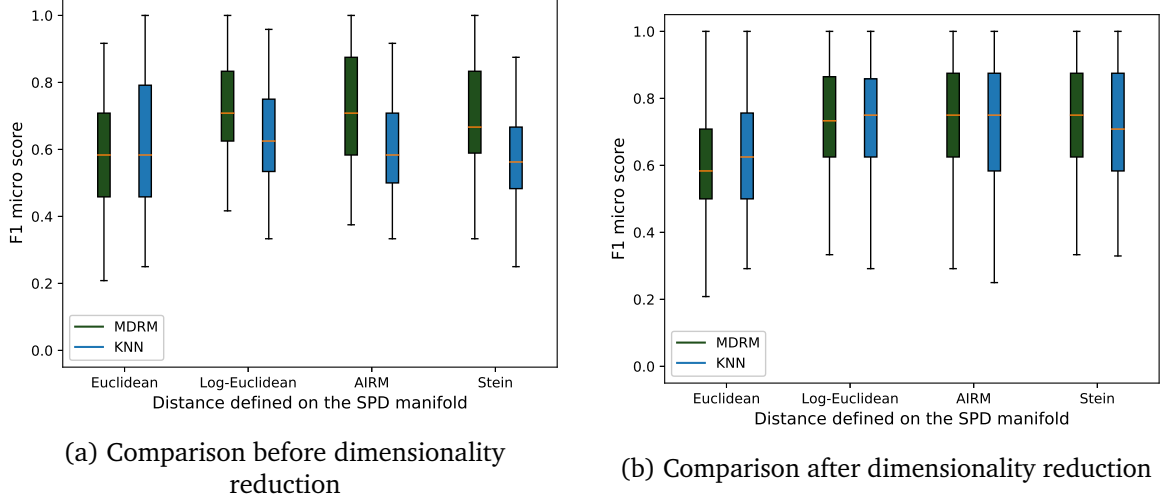 1.0
0.8
0.6
0.4
0.2
0.0
F1 micro score
MDRM
KNN
Euclidean Log-Euclidean AIRM Stein
Distance defined on the SPD manifold
(a) Comparison before dimensionality
reduction
1.0
0.8
0.6
0.4
0.2
0.0
F1 micro score
MDRM
KNN
Euclidean Log-Euclidean AIRM Stein
Distance defined on the SPD manifold
(b) Comparison after dimensionality reduction